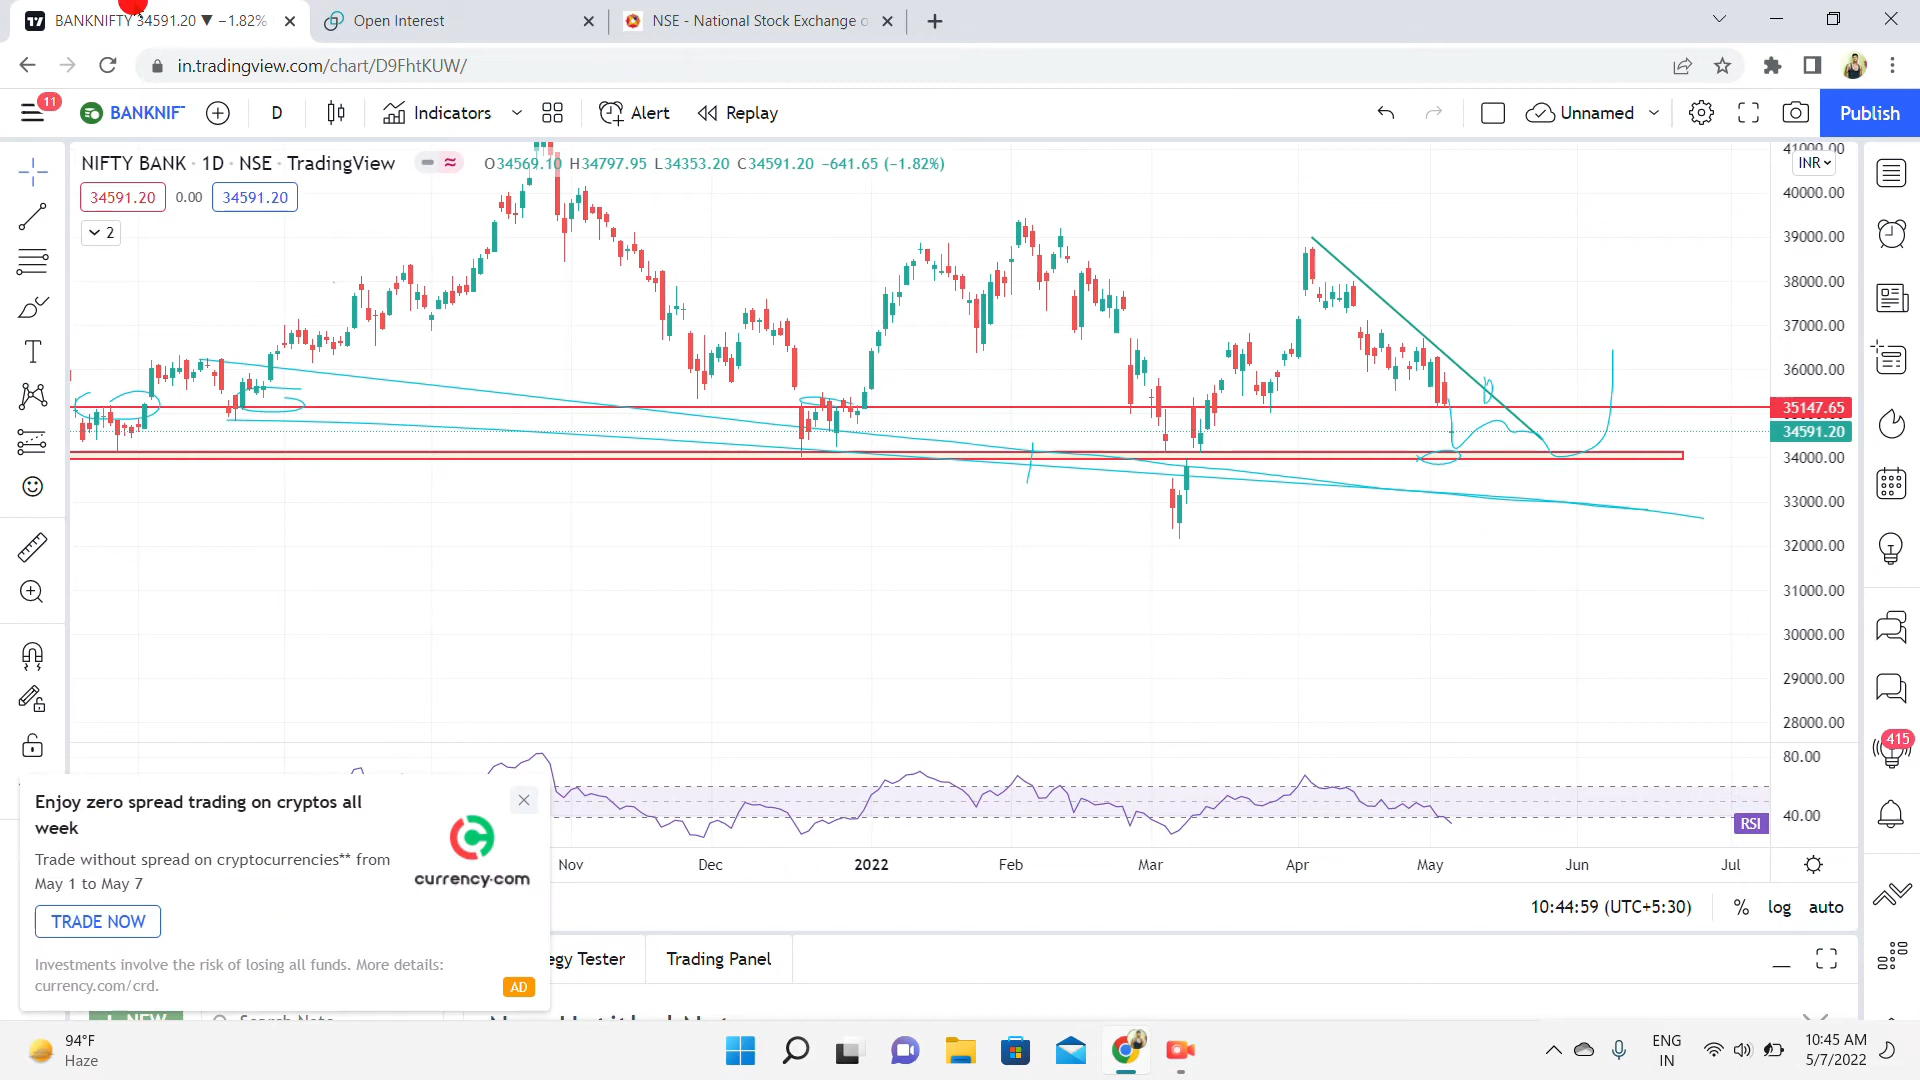 BANKNIFTY 34591.20 ▼ −1.82%
Open Interest
NSE - National Stock Exchange o
in.tradingview.com/chart/D9FhtKUW/
11
BANKNIF
D
Indicators
Alert
Replay
Unnamed
Publish
NIFTY BANK · 1D · NSE · TradingView
O34569.10 H34797.95 L34353.20 C34591.20 −641.65 (−1.82%)
34591.20 0.00 34591.20
2
INR
41000.00
40000.00
39000.00
38000.00
37000.00
36000.00
35147.65
34591.20
34000.00
33000.00
32000.00
31000.00
30000.00
29000.00
28000.00
415
80.00
40.00
RSI
Nov Dec 2022 Feb Mar Apr May Jun Jul
10:44:59 (UTC+5:30) % log auto
Enjoy zero spread trading on cryptos all
week
Trade without spread on cryptocurrencies** from
May 1 to May 7
currency.com
TRADE NOW
Investments involve the risk of losing all funds. More details:
currency.com/crd.
AD
egy Tester
Trading Panel
NEW
94°F
Haze
ENG
IN
10:45 AM
5/7/2022